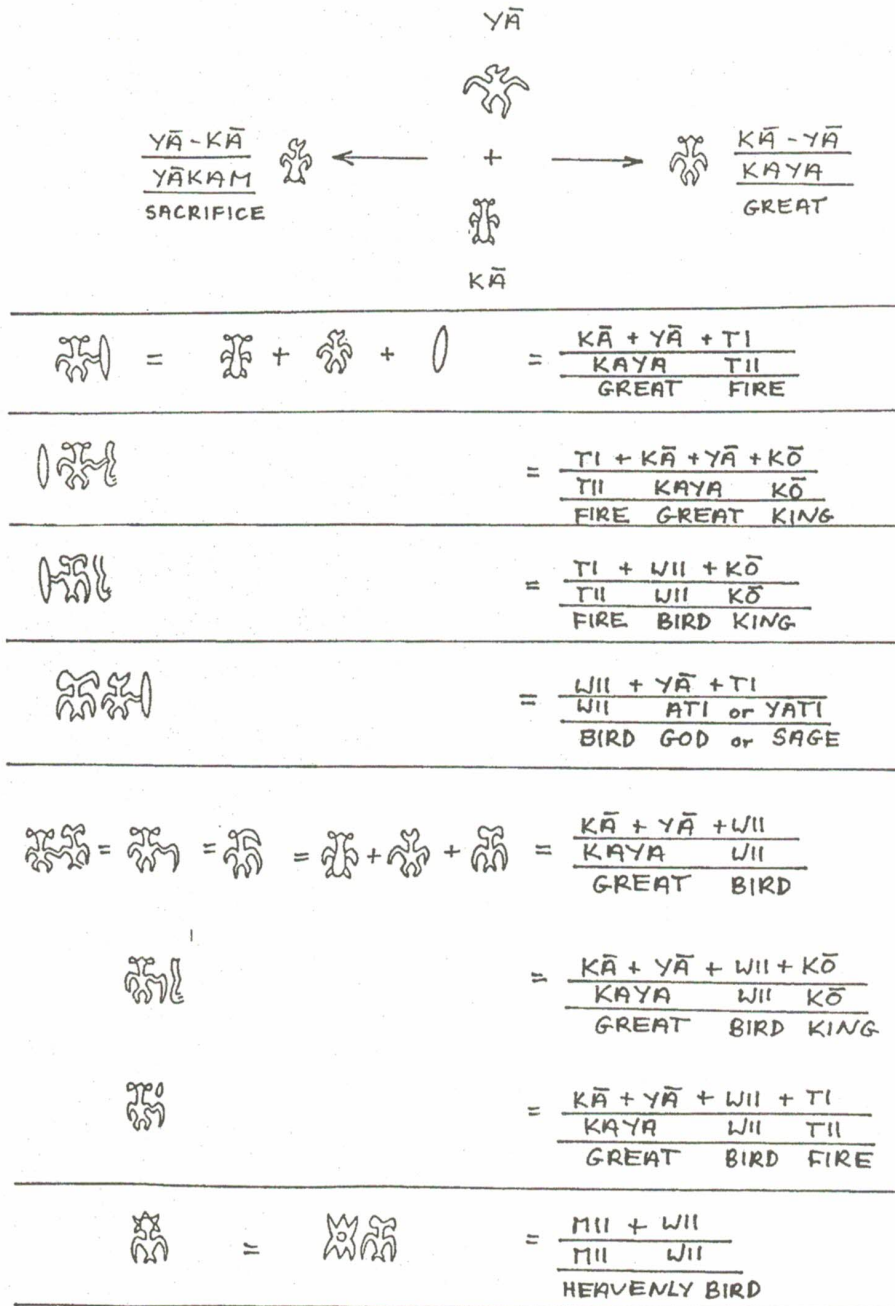 YĀ
YĀ-KĀ
YĀKAM
SACRIFICE
+
KĀ-YĀ
KAYA
GREAT
KĀ
= + + = KĀ + YĀ + TI
KAYA TII
GREAT FIRE
= TI + KĀ + YĀ + KŌ
TII KAYA KŌ
FIRE GREAT KING
= TI + WII + KŌ
TII WII KŌ
FIRE BIRD KING
= WII + YĀ + TI
WII ATI or YATI
BIRD GOD or SAGE
= = = + + = KĀ + YĀ + WII
KAYA WII
GREAT BIRD
= KĀ + YĀ + WII + KŌ
KAYA WII KŌ
GREAT BIRD KING
= KĀ + YĀ + WII + TI
KAYA WII TII
GREAT BIRD FIRE
= = MII + WII
MII WII
HEAVENLY BIRD